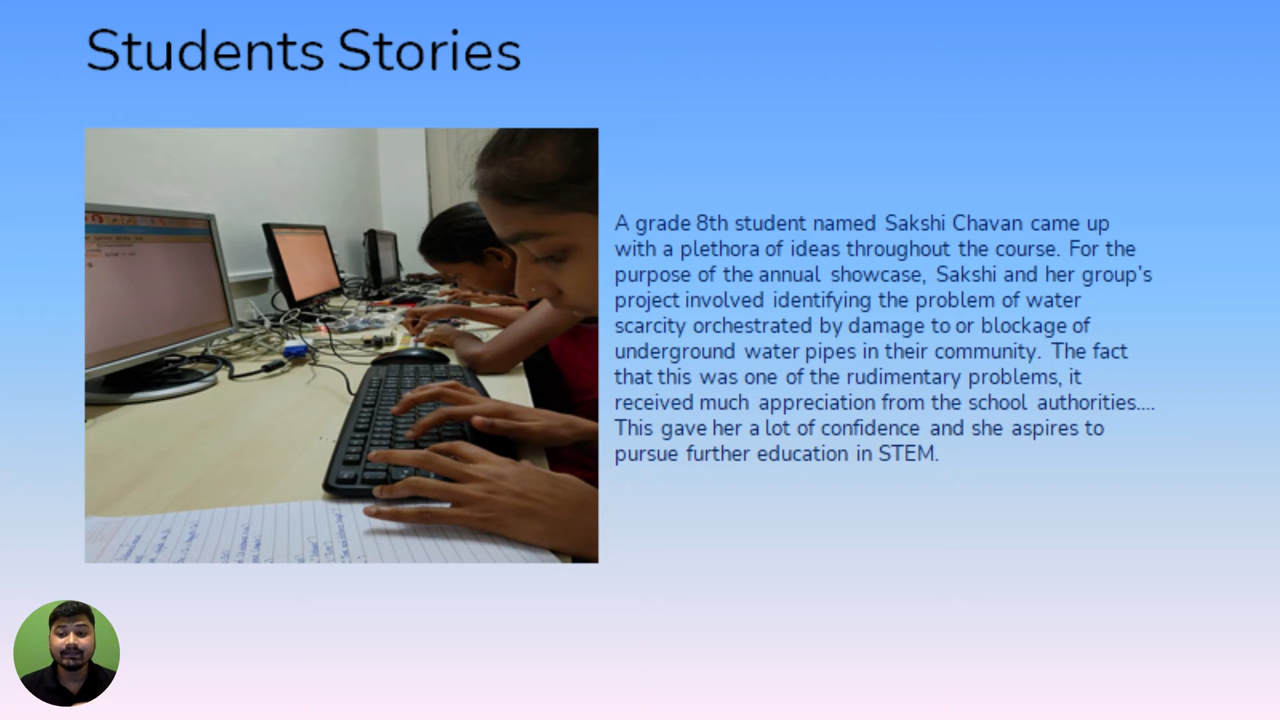 Students Stories
A grade 8th student named Sakshi Chavan came up
with a plethora of ideas throughout the course. For the
purpose of the annual showcase, Sakshi and her group's
project involved identifying the problem of water
scarcity orchestrated by damage to or blockage of
underground water pipes in their community. The fact
that this was one of the rudimentary problems, it
received much appreciation from the school authorities....
This gave her a lot of confidence and she aspires to
pursue further education in STEM.